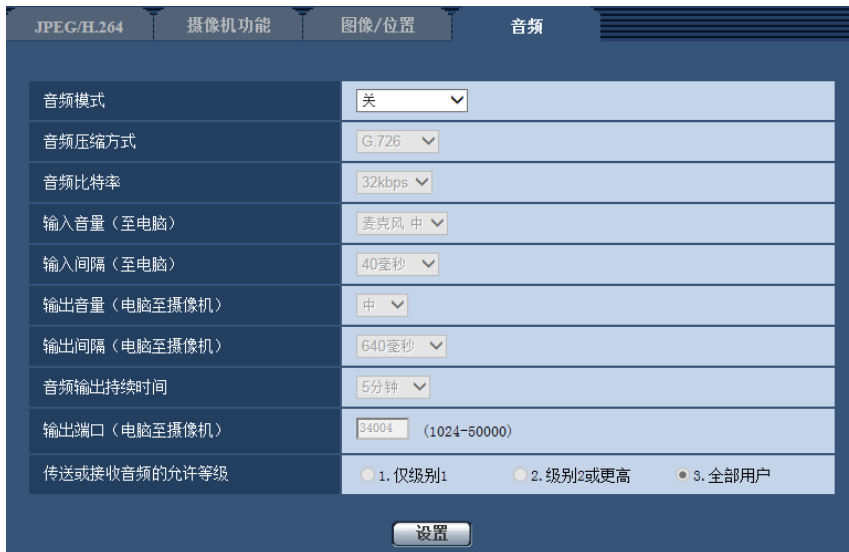 JPEG/H.264 摄像机功能 图像/位置 音频
音频模式 关
音频压缩方式 G.726
音频比特率 32kbps
输入音量（至电脑） 麦克风 中
输入间隔（至电脑） 40毫秒
输出音量（电脑至摄像机） 中
输出间隔（电脑至摄像机） 640毫秒
音频输出持续时间 5分钟
输出端口（电脑至摄像机） 34004 (1024-50000)
传送或接收音频的允许等级 1.仅级别1 2.级别2或更高 3.全部用户
设置